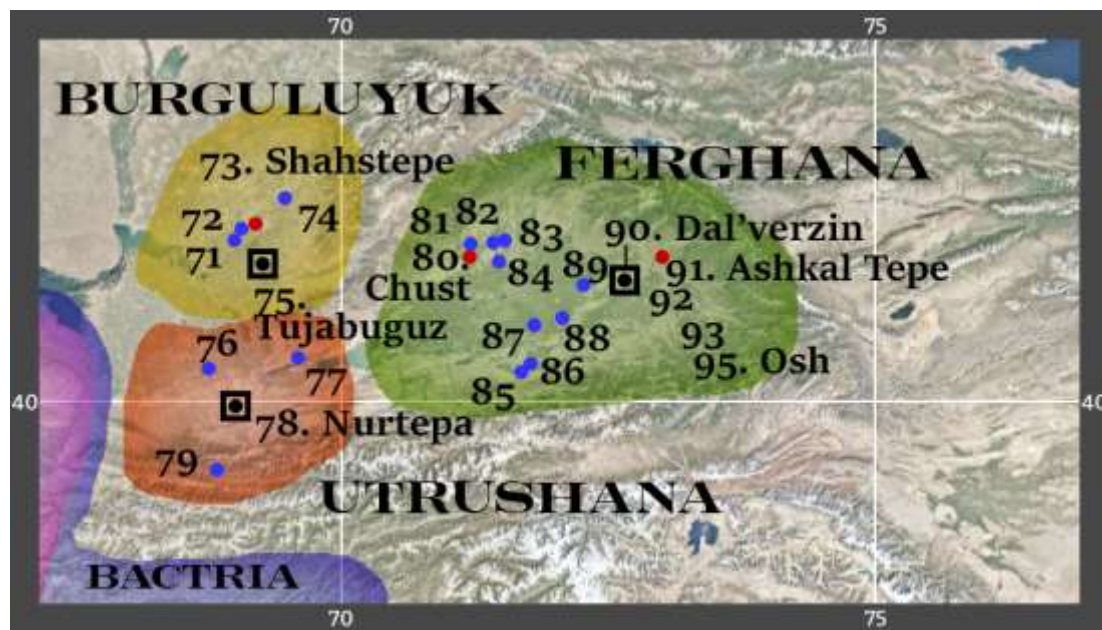 70 75
BURGULUYUK
73. Shahstepe
FERGHANA
72
74
81 82
83
90. Dal'verzin
71
80.
84
89
91. Ashkal Tepe
Chust
92
75.
Tujabuguz
87
88
93
76
77
85
86
95. Osh
40 40
78. Nurtepa
79
UTRUSHANA
BACTRIA
70 75